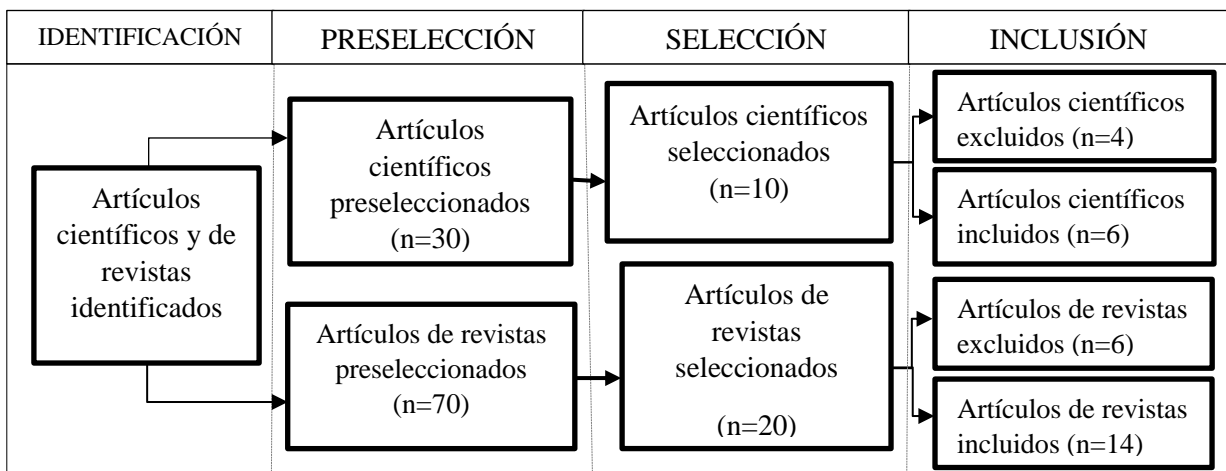 IDENTIFICACIÓN
PRESELECCIÓN
SELECCIÓN
INCLUSIÓN
Artículos
científicos y de
revistas
identificados
Artículos
científicos
preseleccionados
(n=30)
Artículos de revistas
preseleccionados
(n=70)
Artículos científicos
seleccionados
(n=10)
Artículos de
revistas
seleccionados
(n=20)
Artículos científicos
excluidos (n=4)
Artículos científicos
incluidos (n=6)
Artículos de revistas
excluidos (n=6)
Artículos de revistas
incluidos (n=14)